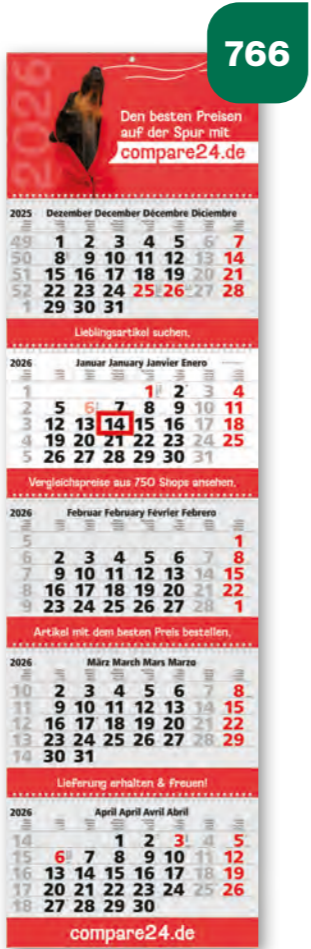 766
2026
Den besten Preisen
auf der Spur mit
compare24.de
2025 Dezember December Décembre Diciembre
49 1 2 3 4 5 6 7
50 8 9 10 11 12 13 14
51 15 16 17 18 19 20 21
52 22 23 24 25 26 27 28
1 29 30 31
Lieblingsartikel suchen.
2026 Januar January Janvier Enero
1 1 2 3 4
2 5 6 7 8 9 10 11
3 12 13 14 15 16 17 18
4 19 20 21 22 23 24 25
5 26 27 28 29 30 31
Vergleichspreise aus 750 Shops ansehen.
2026 Februar February Février Febrero
5 1
6 2 3 4 5 6 7 8
7 9 10 11 12 13 14 15
8 16 17 18 19 20 21 22
9 23 24 25 26 27 28 1
Artikel mit dem besten Preis bestellen.
2026 März March Mars Marzo
10 2 3 4 5 6 7 8
11 9 10 11 12 13 14 15
12 16 17 18 19 20 21 22
13 23 24 25 26 27 28 29
14 30 31
Lieferung erhalten & freuen!
2026 April April Avril Abril
14 1 2 3 4 5
15 6 7 8 9 10 11 12
16 13 14 15 16 17 18 19
17 20 21 22 23 24 25 26
18 27 28 29 30
compare24.de